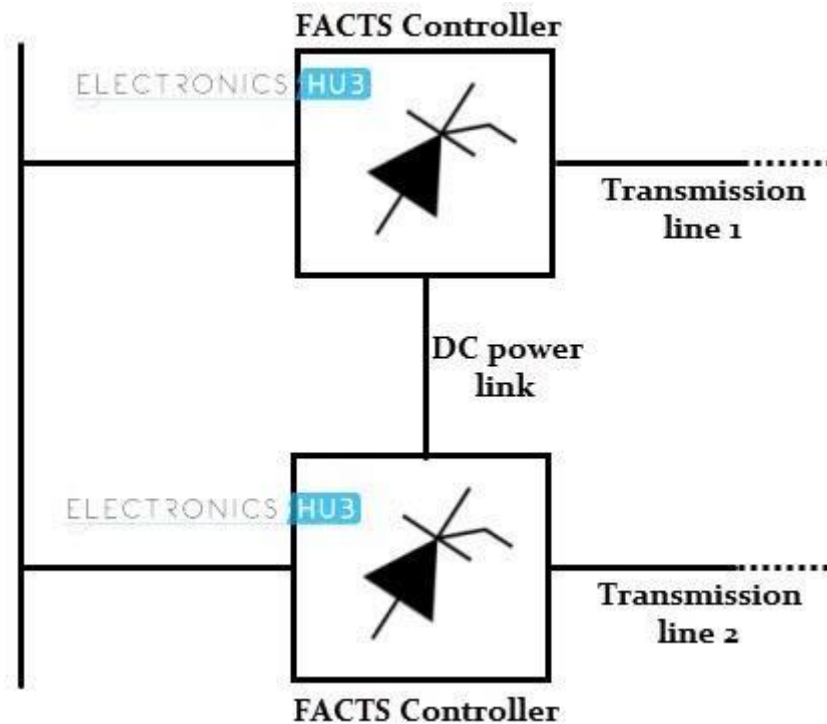 FACTS Controller
ELECTRONICS HUB
Transmission
line 1
DC power
link
ELECTRONICS HUB
Transmission
line 2
FACTS Controller